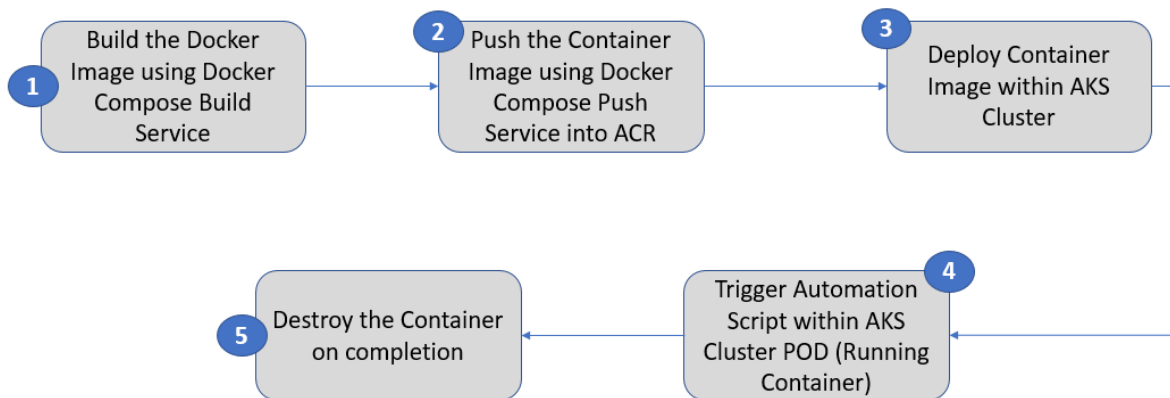 1
Build the Docker
Image using Docker
Compose Build
Service
2
Push the Container
Image using Docker
Compose Push
Service into ACR
3
Deploy Container
Image within AKS
Cluster
4
Trigger Automation
Script within AKS
Cluster POD (Running
Container)
5
Destroy the Container
on completion